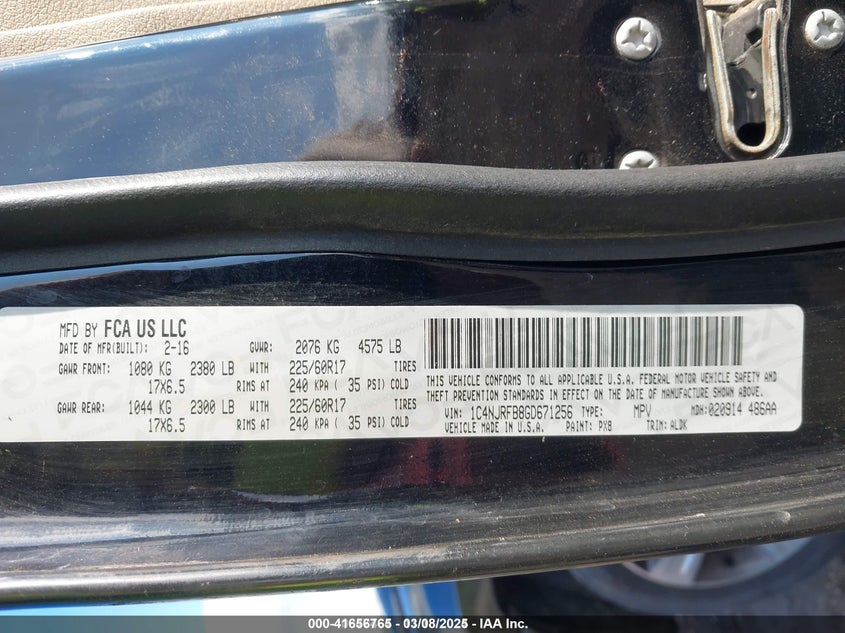 MFD BY FCA US LLC
DATE OF MFR(BUILT): 2-16 GVWR: 2076 KG 4575 LB
GAWR FRONT: 1080 KG 2380 LB WITH 225/60R17 TIRES
17X6.5 RIMS AT 240 KPA ( 35 PSI) COLD
GAWR REAR: 1044 KG 2300 LB WITH 225/60R17 TIRES
17X6.5 RIMS AT 240 KPA ( 35 PSI) COLD
THIS VEHICLE CONFORMS TO ALL APPLICABLE U.S.A. FEDERAL MOTOR VEHICLE SAFETY AND
THEFT PREVENTION STANDARDS IN EFFECT ON THE DATE OF MANUFACTURE SHOWN ABOVE.
VIN: 1C4NJRFB8GD671256 TYPE: MPV MDH: 020914 486AA
VEHICLE MADE IN U.S.A. PAINT: PX8 TRIM: ALDK
000-41656765 - 03/08/2025 - IAA, Inc.